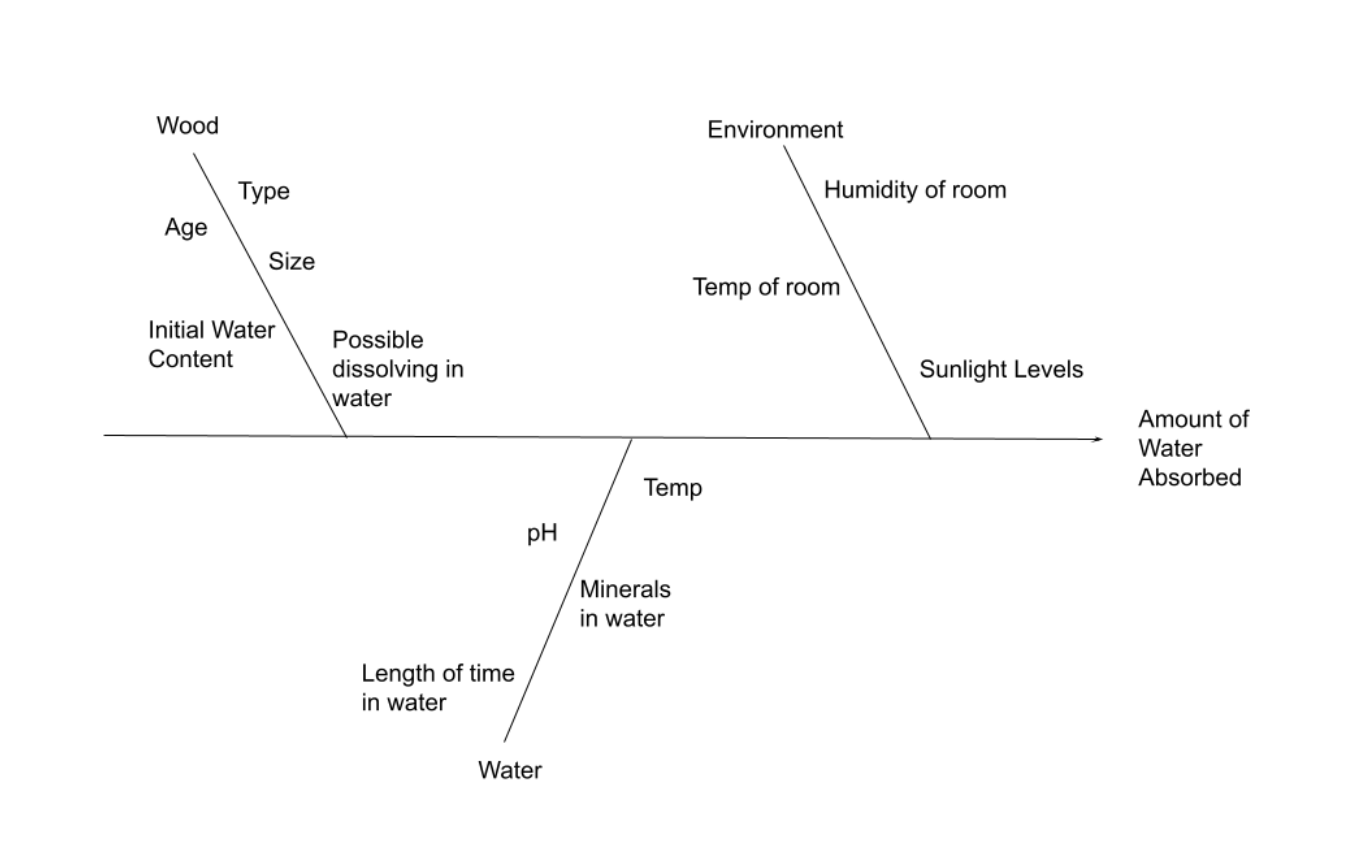 Wood
Type
Age
Size
Initial Water
Content
Possible
dissolving in
water
Environment
Humidity of room
Temp of room
Sunlight Levels
Amount of
Water
Absorbed
Temp
pH
Minerals
in water
Length of time
in water
Water